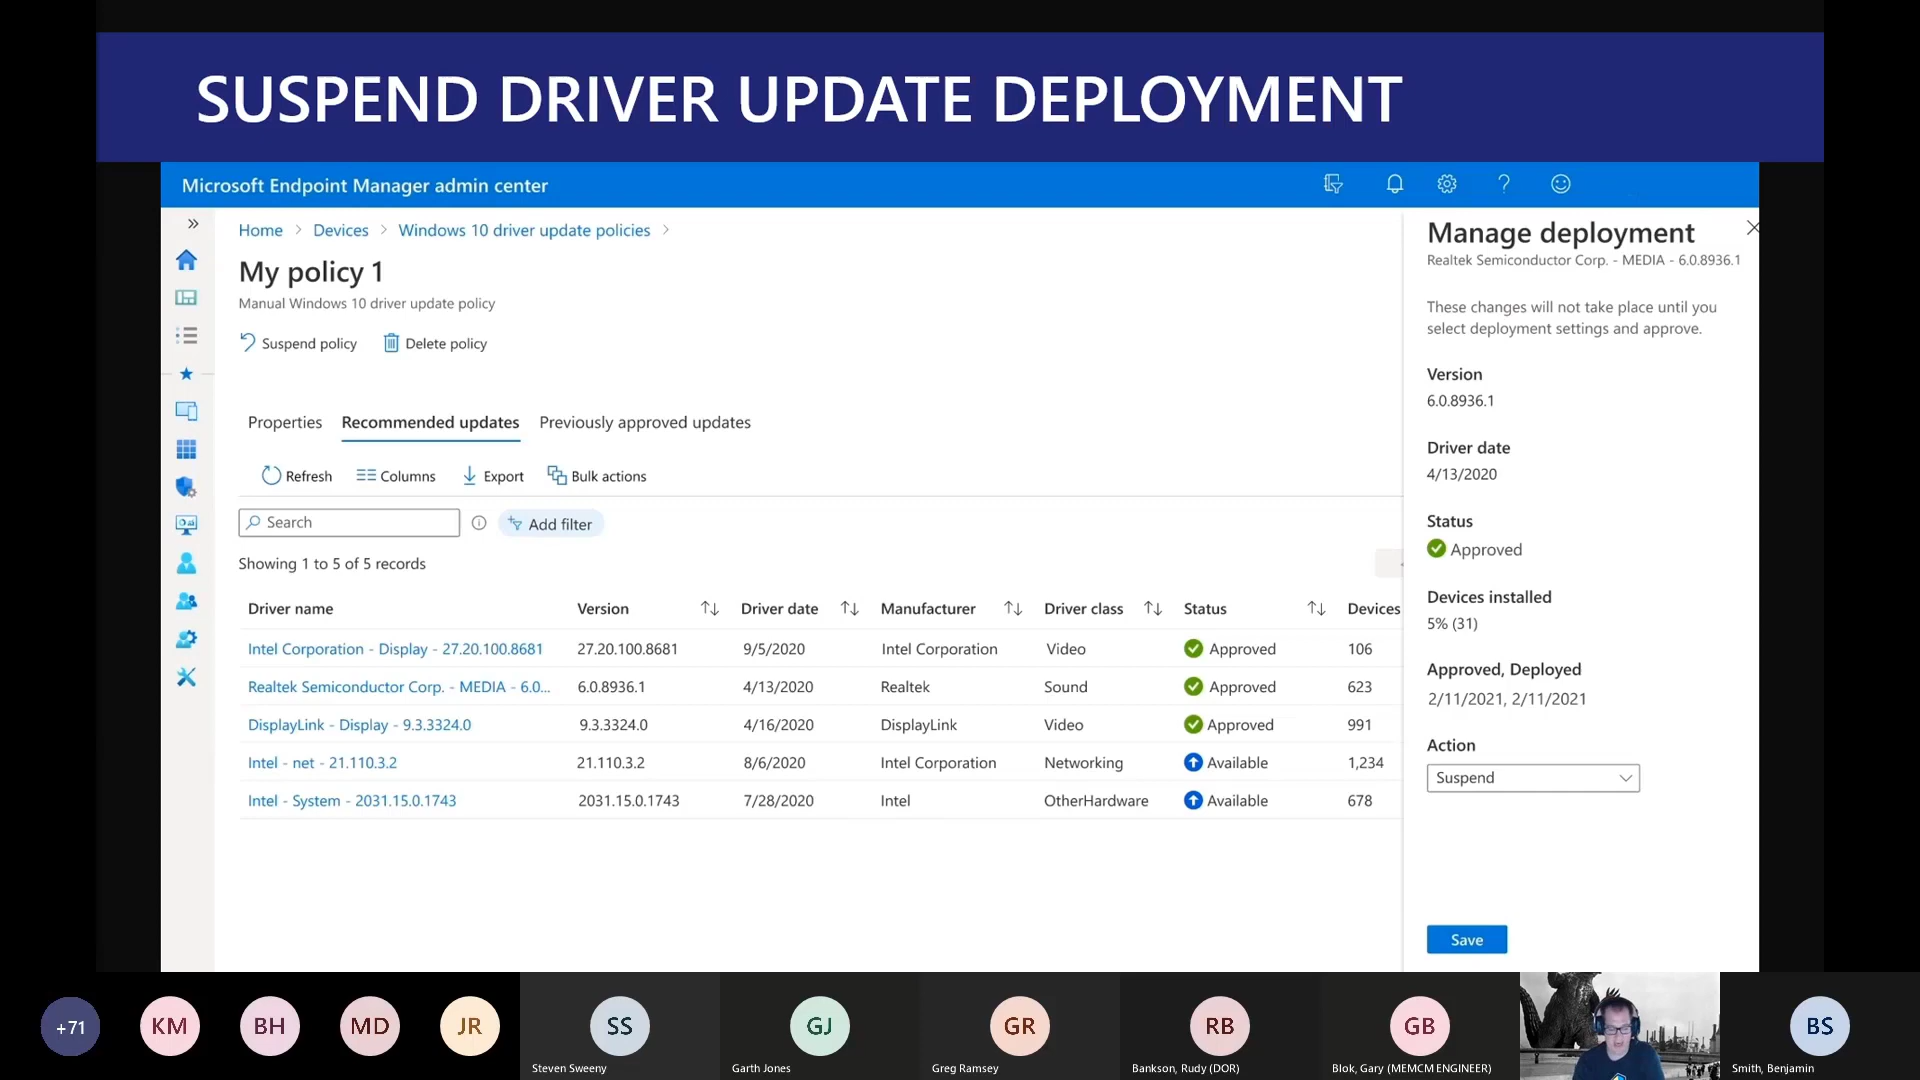 SUSPEND DRIVER UPDATE DEPLOYMENT
Microsoft Endpoint Manager admin center
Home > Devices > Windows 10 driver update policies >
My policy 1
Manual Windows 10 driver update policy
Suspend policy Delete policy
Properties Recommended updates Previously approved updates
Refresh Columns Export Bulk actions
Search Add filter
Showing 1 to 5 of 5 records
Driver name Version Driver date Manufacturer Driver class Status Devices
Intel Corporation - Display - 27.20.100.8681 27.20.100.8681 9/5/2020 Intel Corporation Video Approved 106
Realtek Semiconductor Corp. - MEDIA - 6.0... 6.0.8936.1 4/13/2020 Realtek Sound Approved 623
DisplayLink - Display - 9.3.3324.0 9.3.3324.0 4/16/2020 DisplayLink Video Approved 991
Intel - net - 21.110.3.2 21.110.3.2 8/6/2020 Intel Corporation Networking Available 1,234
Intel - System - 2031.15.0.1743 2031.15.0.1743 7/28/2020 Intel OtherHardware Available 678
Manage deployment
Realtek Semiconductor Corp. - MEDIA - 6.0.8936.1
These changes will not take place until you
select deployment settings and approve.
Version
6.0.8936.1
Driver date
4/13/2020
Status
Approved
Devices installed
5% (31)
Approved, Deployed
2/11/2021, 2/11/2021
Action
Suspend
Save
+71 KM BH MD JR SS GJ GR RB GB BS
Steven Sweeny Garth Jones Greg Ramsey Bankson, Rudy (DOR) Blok, Gary (MEMCM ENGINEER) Smith, Benjamin